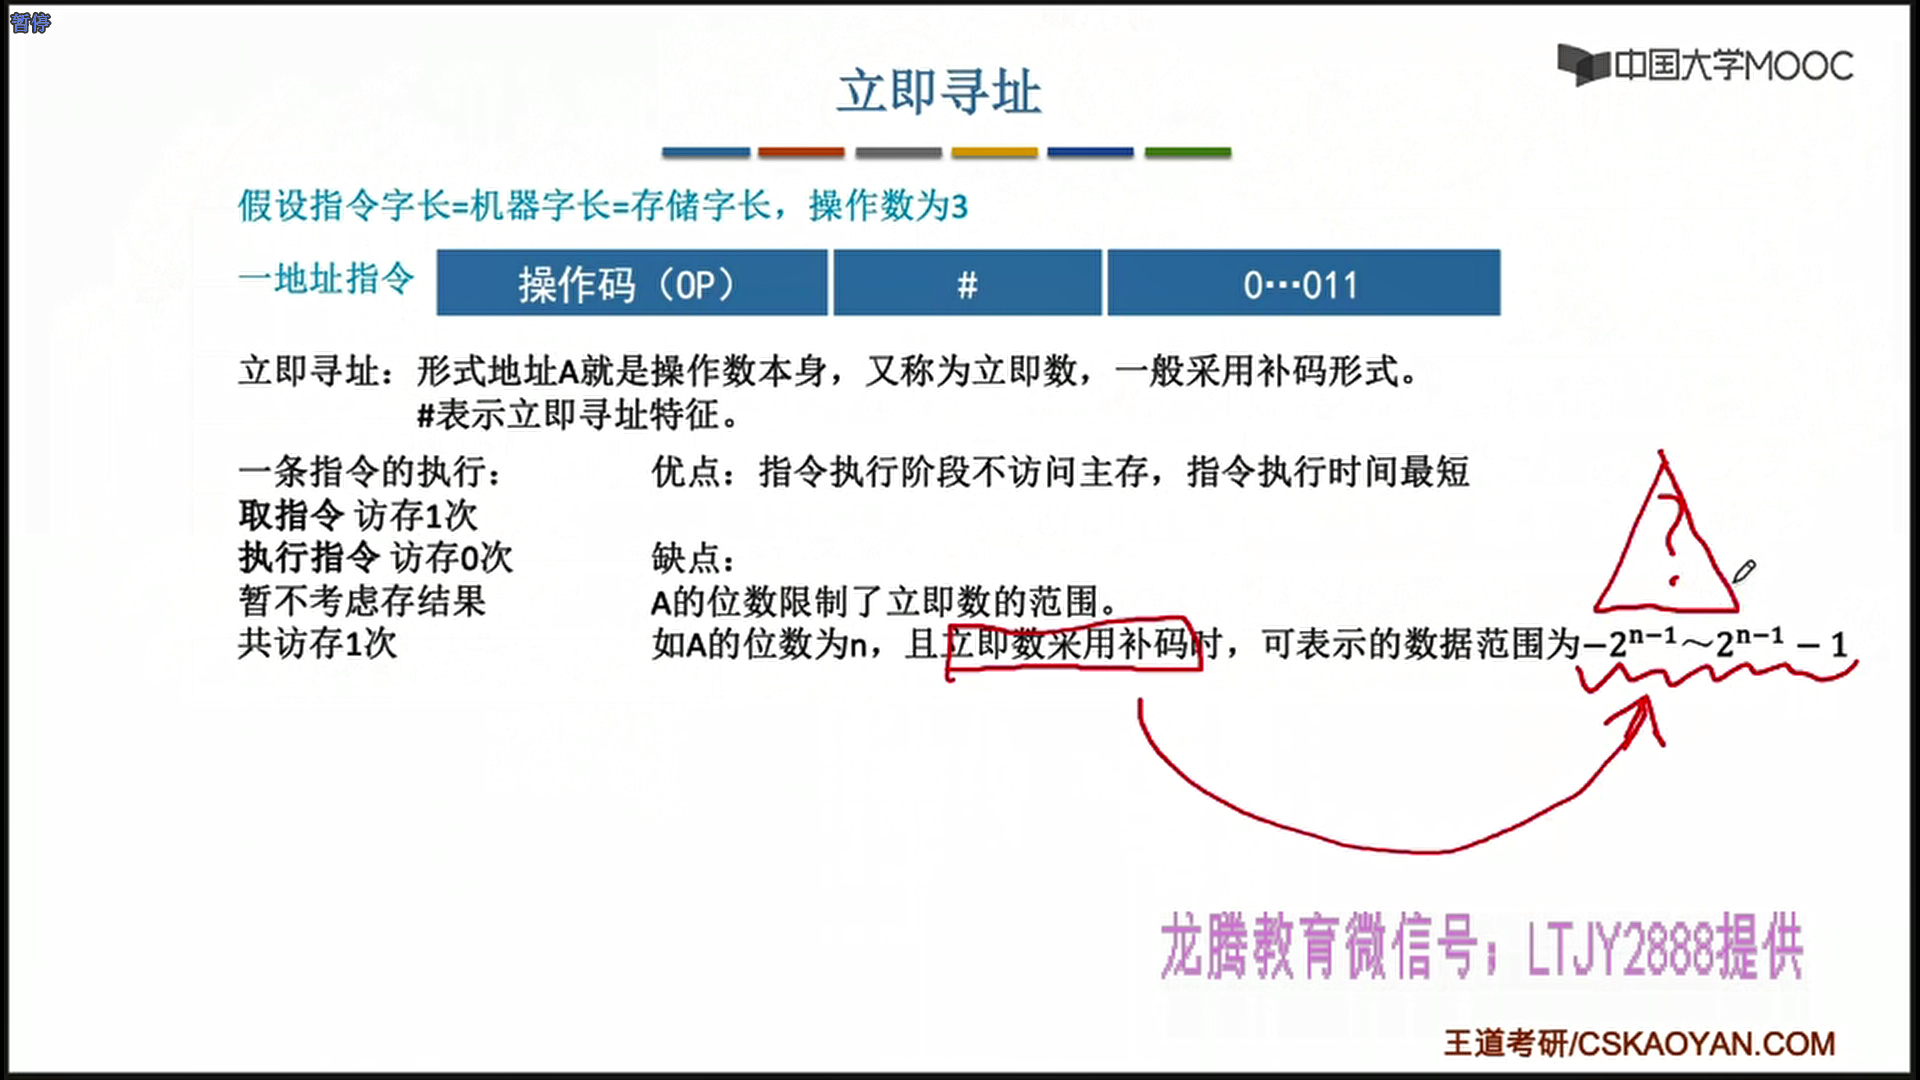 暂停
中国大学MOOC
立即寻址
假设指令字长=机器字长=存储字长，操作数为3
一地址指令 操作码（OP） # 0…011
立即寻址：形式地址A就是操作数本身，又称为立即数，一般采用补码形式。
#表示立即寻址特征。
一条指令的执行：
取指令 访存1次
执行指令 访存0次
暂不考虑存结果
共访存1次
优点：指令执行阶段不访问主存，指令执行时间最短
缺点：
A的位数限制了立即数的范围。
如A的位数为n，且立即数采用补码时，可表示的数据范围为−2ⁿ⁻¹～2ⁿ⁻¹ − 1
?
龙腾教育微信号；LTJY2888提供
王道考研/CSKAOYAN.COM